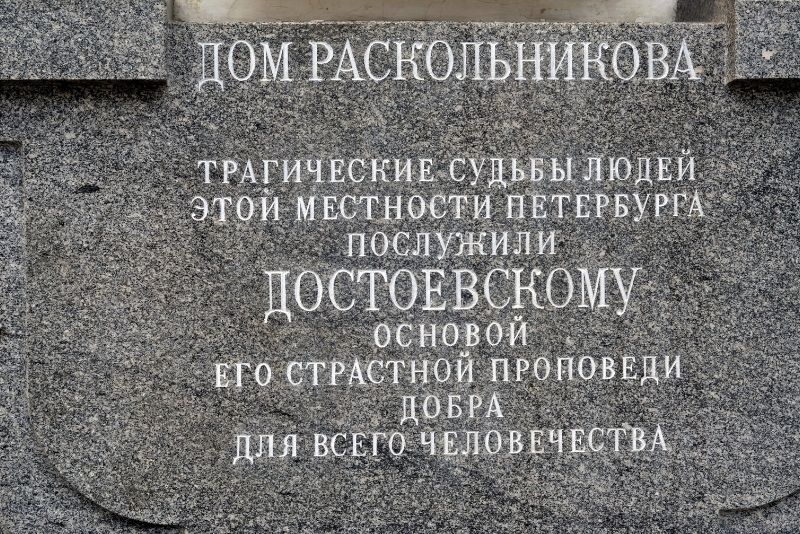 ДОМ РАСКОЛЬНИКОВА
ТРАГИЧЕСКИЕ СУДЬБЫ ЛЮДЕЙ
ЭТОЙ МЕСТНОСТИ ПЕТЕРБУРГА
ПОСЛУЖИЛИ
ДОСТОЕВСКОМУ
ОСНОВОЙ
ЕГО СТРАСТНОЙ ПРОПОВЕДИ
ДОБРА
ДЛЯ ВСЕГО ЧЕЛОВЕЧЕСТВА